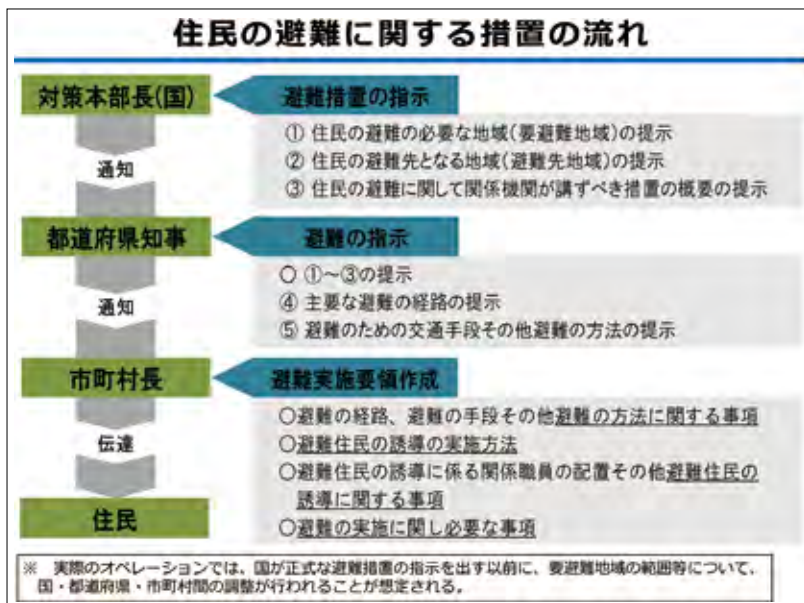 住民の避難に関する措置の流れ
対策本部長(国)
避難措置の指示
① 住民の避難の必要な地域(要避難地域)の提示
② 住民の避難先となる地域(避難先地域)の提示
③ 住民の避難に関して関係機関が講ずべき措置の概要の提示
通知
都道府県知事
避難の指示
〇 ①～③の提示
④ 主要な避難の経路の提示
⑤ 避難のための交通手段その他避難の方法の提示
通知
市町村長
避難実施要領作成
〇避難の経路、避難の手段その他避難の方法に関する事項
〇避難住民の誘導の実施方法
〇避難住民の誘導に係る関係職員の配置その他避難住民の
誘導に関する事項
〇避難の実施に関し必要な事項
伝達
住民
※ 実際のオペレーションでは、国が正式な避難措置の指示を出す以前に、要避難地域の範囲等について、
国・都道府県・市町村間の調整が行われることが想定される。